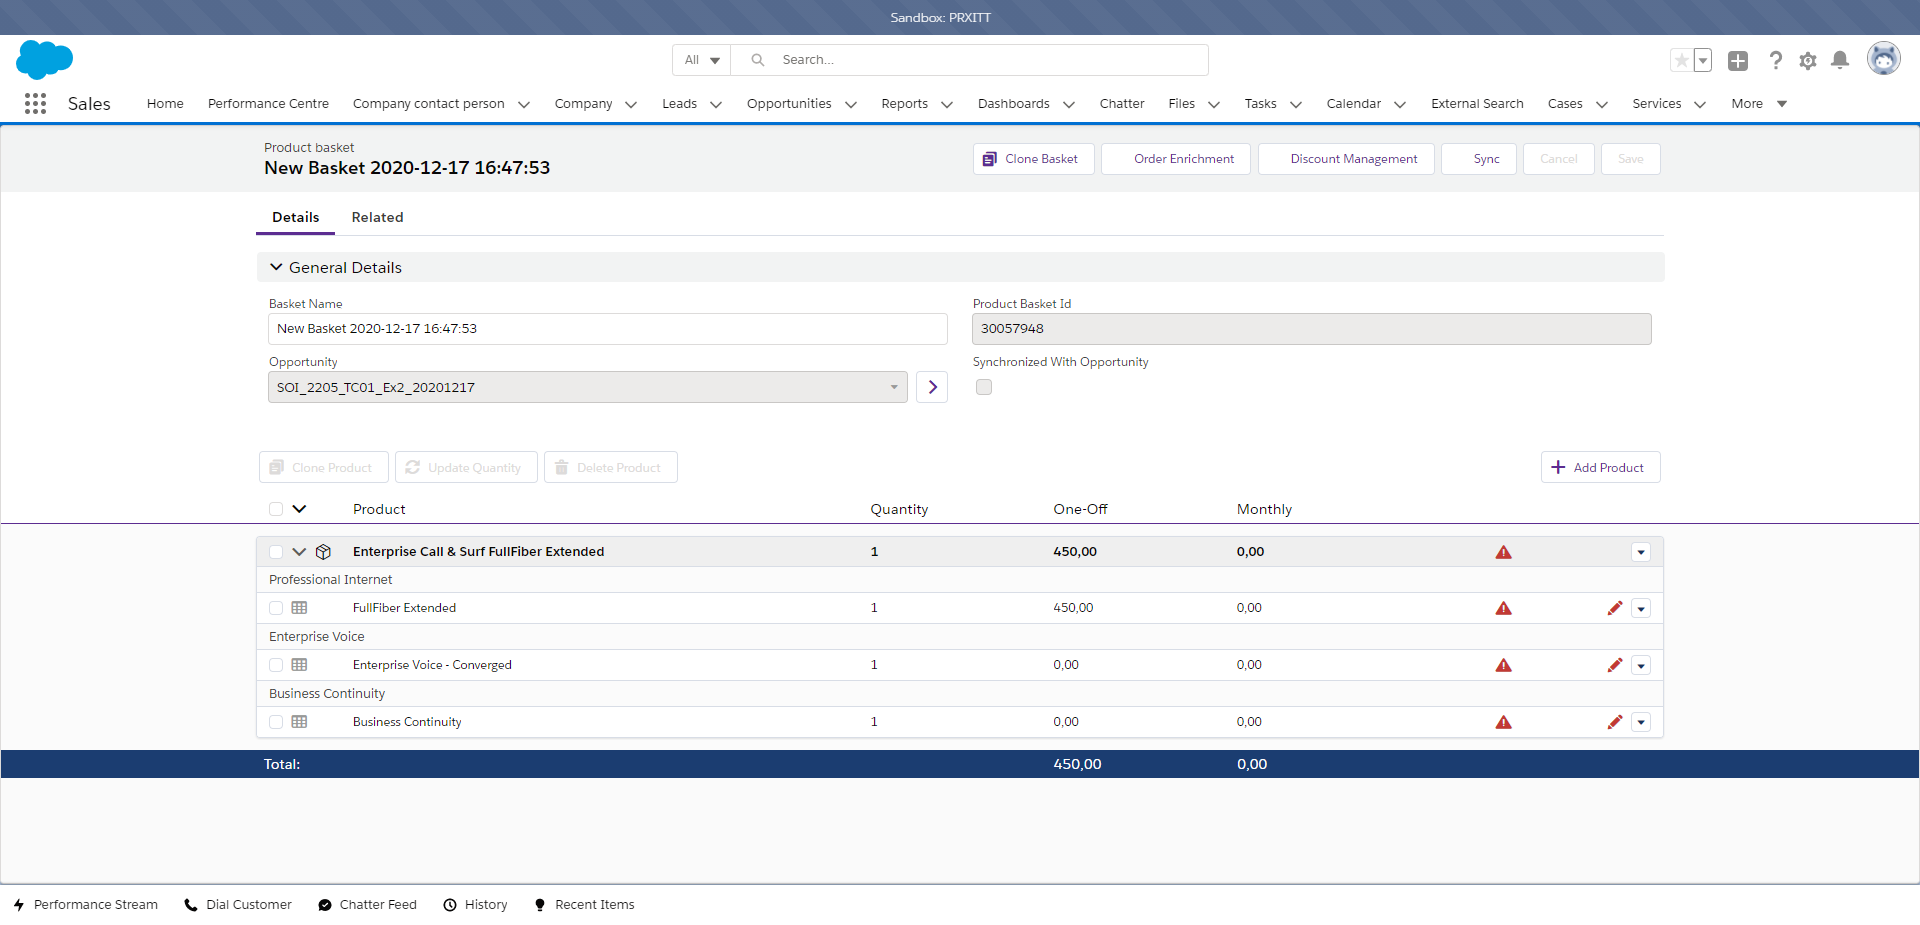 Sandbox: PRXITT
All
Search...
Sales
Home
Performance Centre
Company contact person
Company
Leads
Opportunities
Reports
Dashboards
Chatter
Files
Tasks
Calendar
External Search
Cases
Services
More
Product basket
New Basket 2020-12-17 16:47:53
Clone Basket
Order Enrichment
Discount Management
Sync
Cancel
Save
Details
Related
General Details
Basket Name
Product Basket Id
New Basket 2020-12-17 16:47:53
30057948
Opportunity
Synchronized With Opportunity
SOI_2205_TC01_Ex2_20201217
Clone Product
Update Quantity
Delete Product
Add Product
Product Quantity One-Off Monthly
Enterprise Call & Surf FullFiber Extended 1 450,00 0,00
Professional Internet
FullFiber Extended 1 450,00 0,00
Enterprise Voice
Enterprise Voice - Converged 1 0,00 0,00
Business Continuity
Business Continuity 1 0,00 0,00
Total: 450,00 0,00
Performance Stream
Dial Customer
Chatter Feed
History
Recent Items